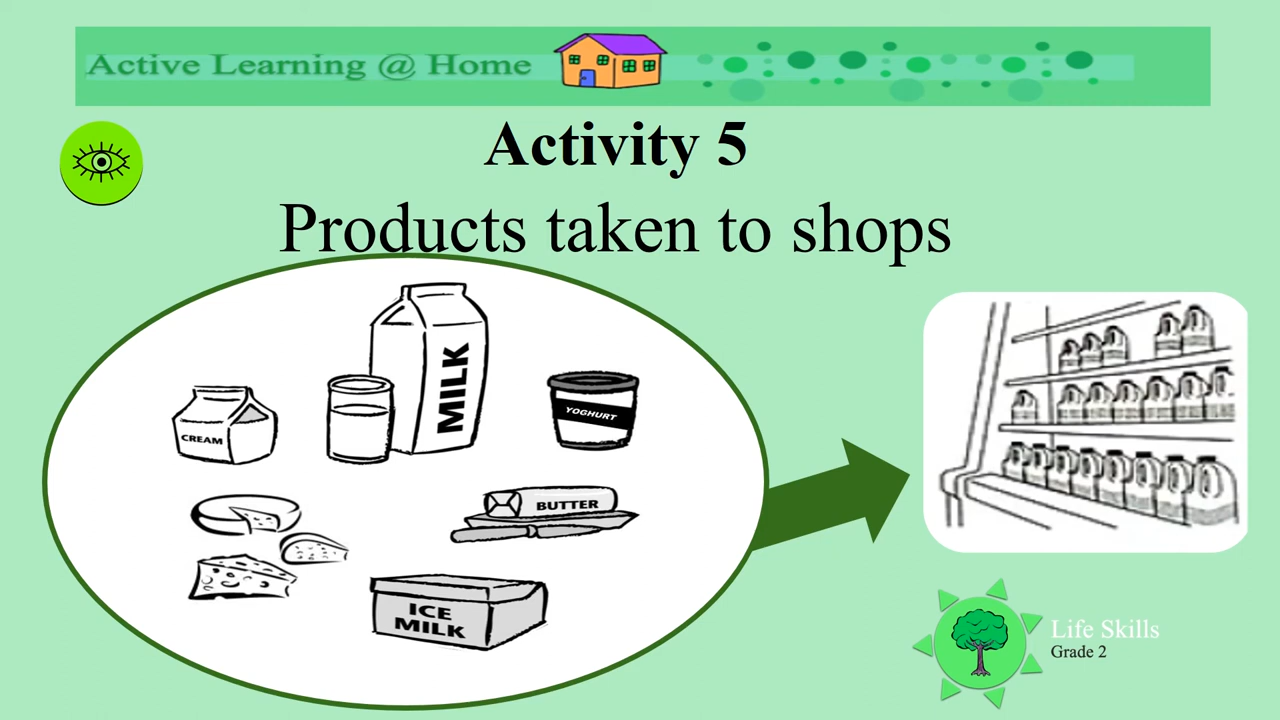 Active Learning @ Home
Activity 5
Products taken to shops
MILK
CREAM
YOGHURT
BUTTER
ICE
MILK
Life Skills
Grade 2